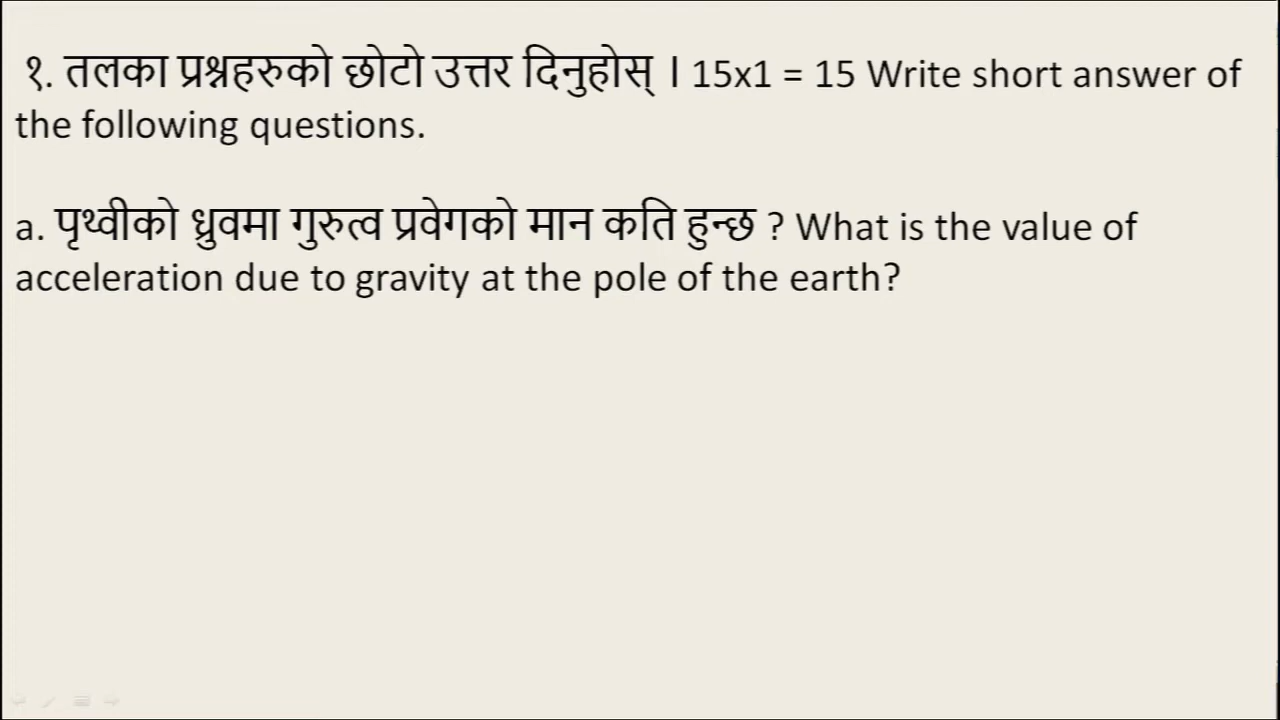 १. तलका प्रश्नहरुको छोटो उत्तर दिनुहोस् । 15x1 = 15 Write short answer of
the following questions.
a. पृथ्वीको ध्रुवमा गुरुत्व प्रवेगको मान कति हुन्छ ? What is the value of
acceleration due to gravity at the pole of the earth?